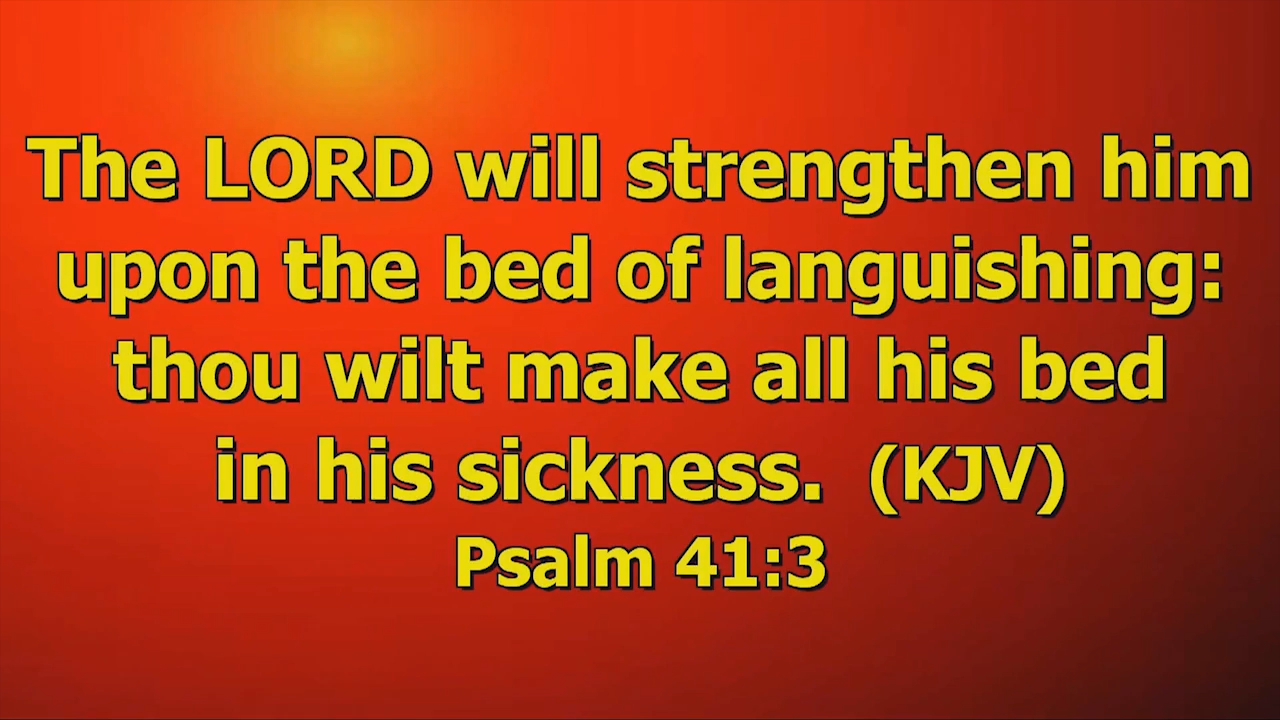 The LORD will strengthen him
upon the bed of languishing:
thou wilt make all his bed
in his sickness.  (KJV)
Psalm 41:3